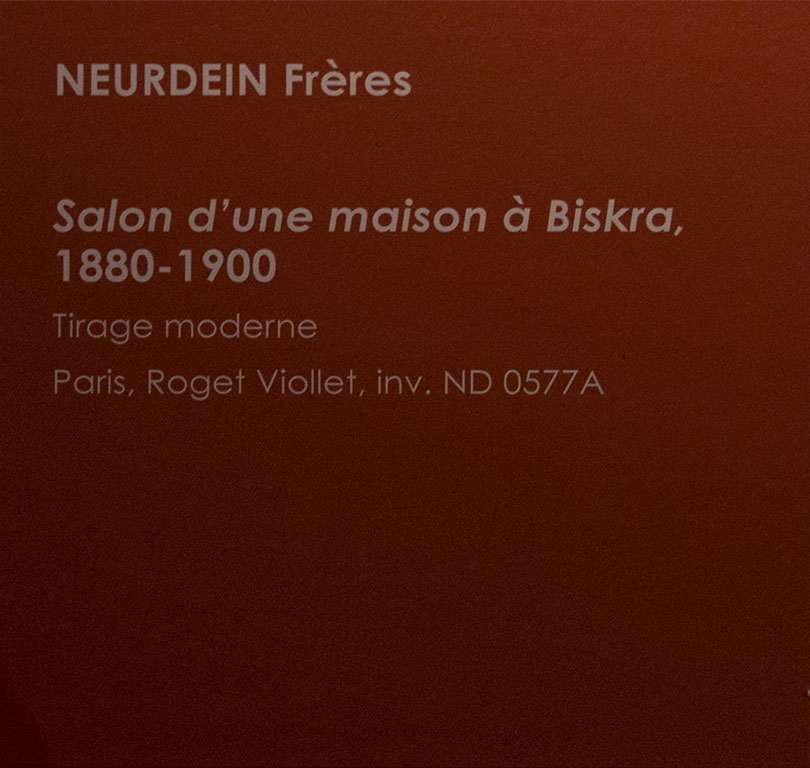 NEURDEIN Frères
Salon d’une maison à Biskra,
1880-1900
Tirage moderne
Paris, Roget Viollet, inv. ND 0577A